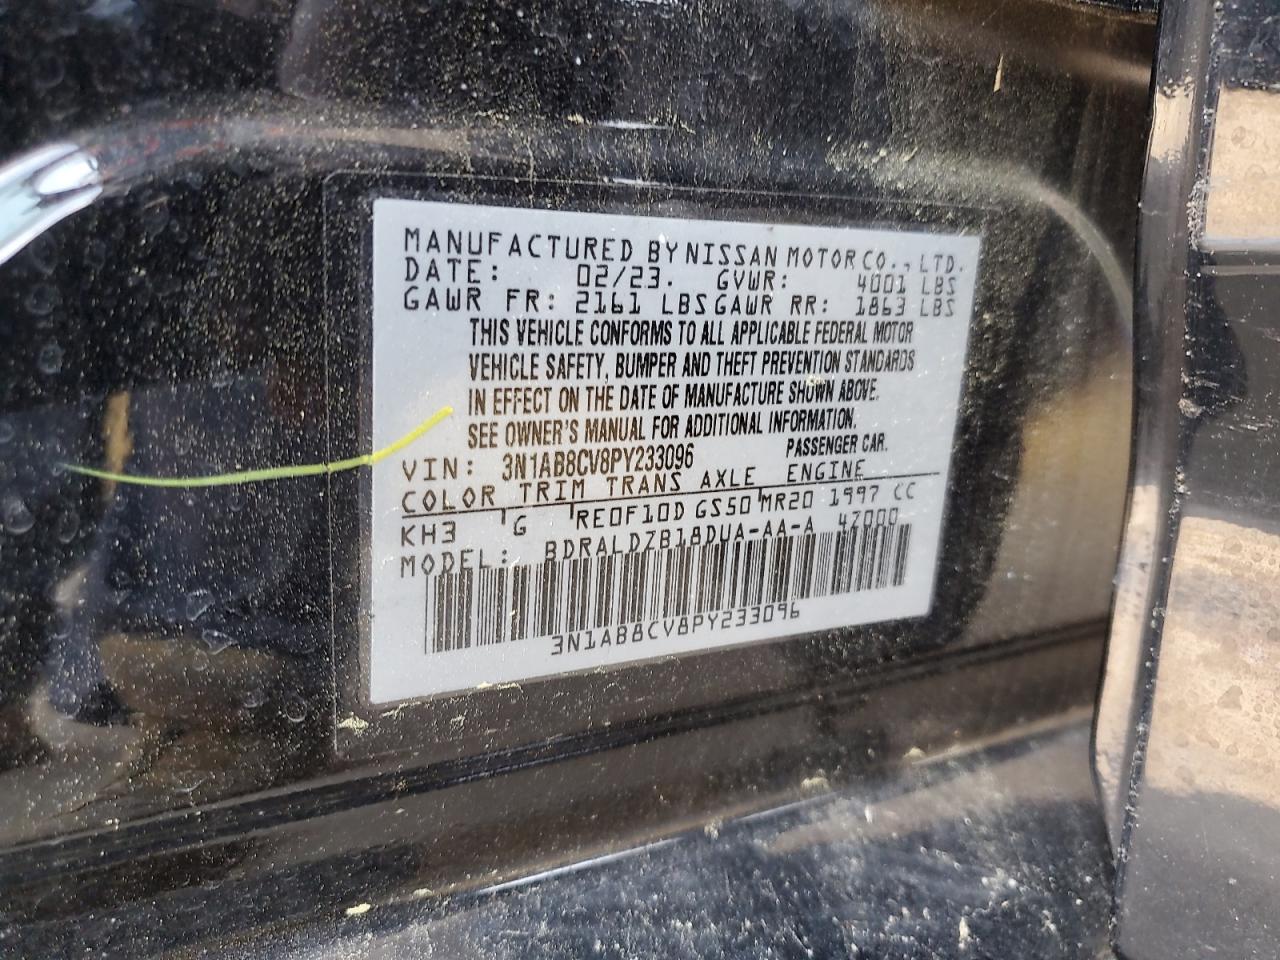 MANUFACTURED BY NISSAN MOTOR CO., LTD.
DATE: 02/23. GVWR: 4001 LBS
GAWR FR: 2161 LBS GAWR RR: 1863 LBS
THIS VEHICLE CONFORMS TO ALL APPLICABLE FEDERAL MOTOR
VEHICLE SAFETY, BUMPER AND THEFT PREVENTION STANDARDS
IN EFFECT ON THE DATE OF MANUFACTURE SHOWN ABOVE.
SEE OWNER'S MANUAL FOR ADDITIONAL INFORMATION.
VIN: 3N1AB8CV8PY233096 PASSENGER CAR.
COLOR TRIM TRANS AXLE ENGINE
KH3 G RE0F10D GS50 MR20 1997 CC
MODEL: BDRALDZB18DUA-AA-A 47000
3N1AB8CV8PY233096